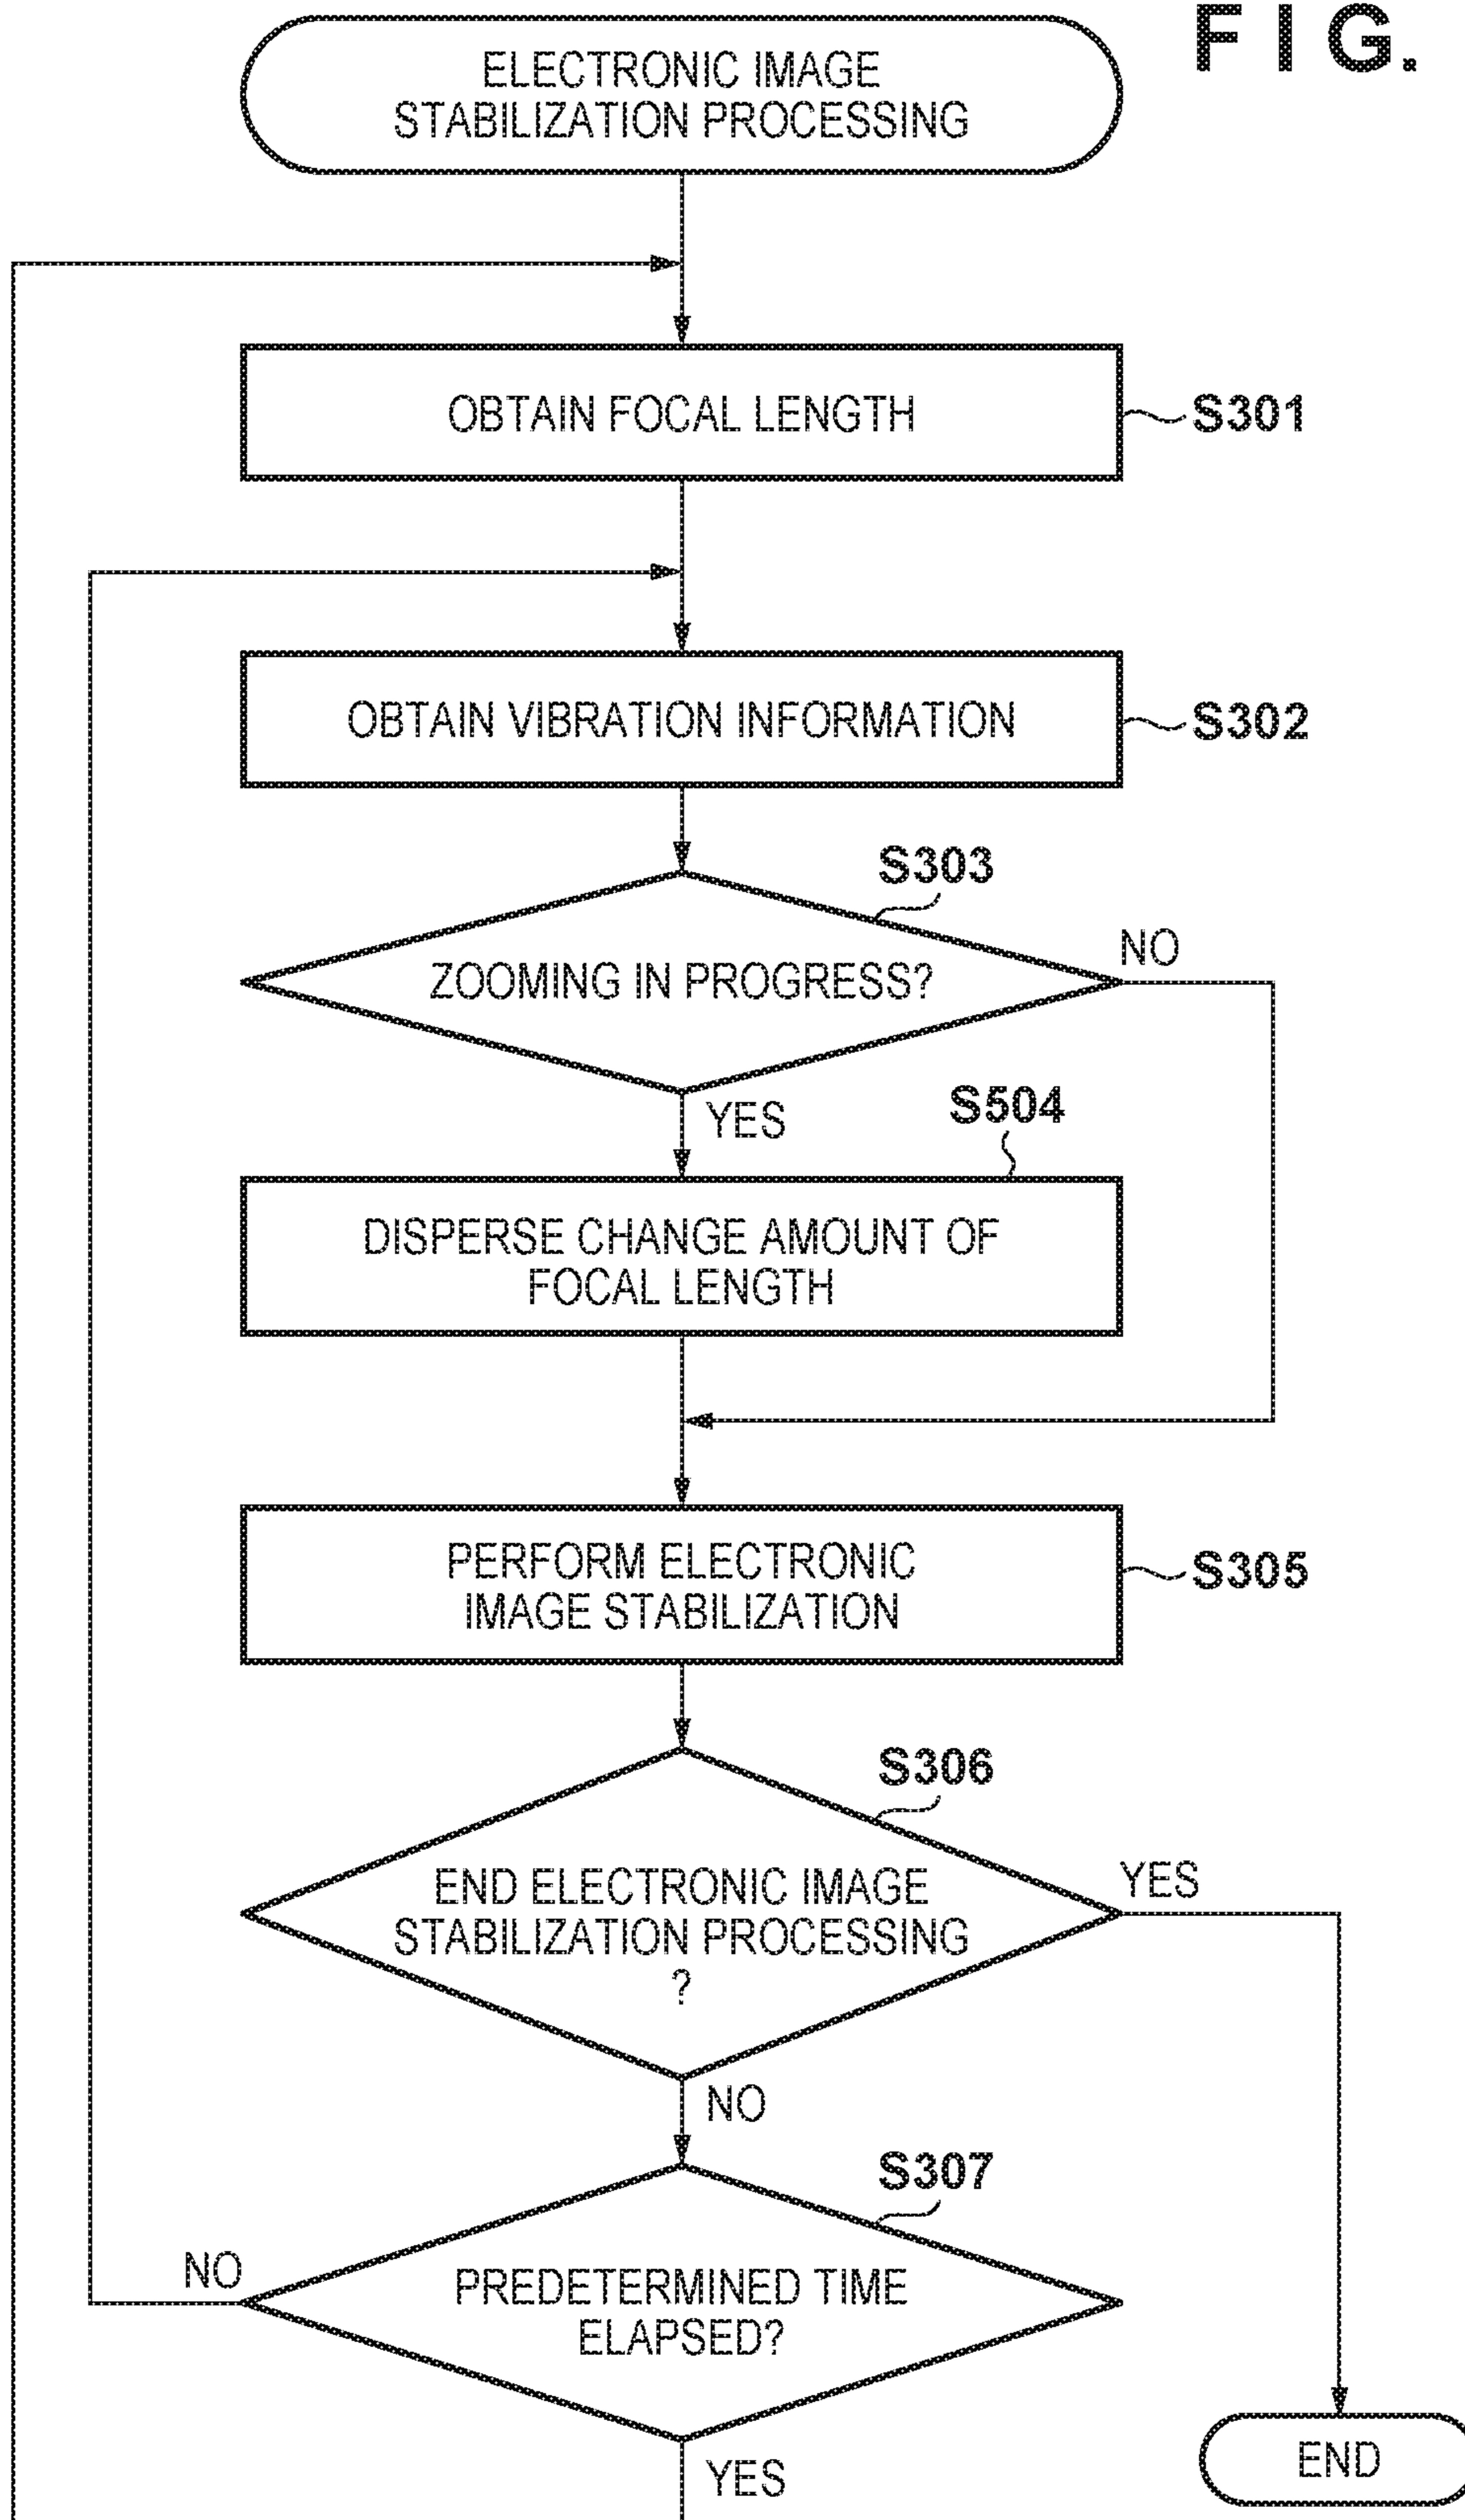 FIG.
ELECTRONIC IMAGE
STABILIZATION PROCESSING
OBTAIN FOCAL LENGTH
S301
OBTAIN VIBRATION INFORMATION
S302
S303
ZOOMING IN PROGRESS?
NO
YES
S504
DISPERSE CHANGE AMOUNT OF
FOCAL LENGTH
PERFORM ELECTRONIC
IMAGE STABILIZATION
S305
S306
END ELECTRONIC IMAGE
STABILIZATION PROCESSING
?
YES
NO
S307
NO
PREDETERMINED TIME
ELAPSED?
YES
END